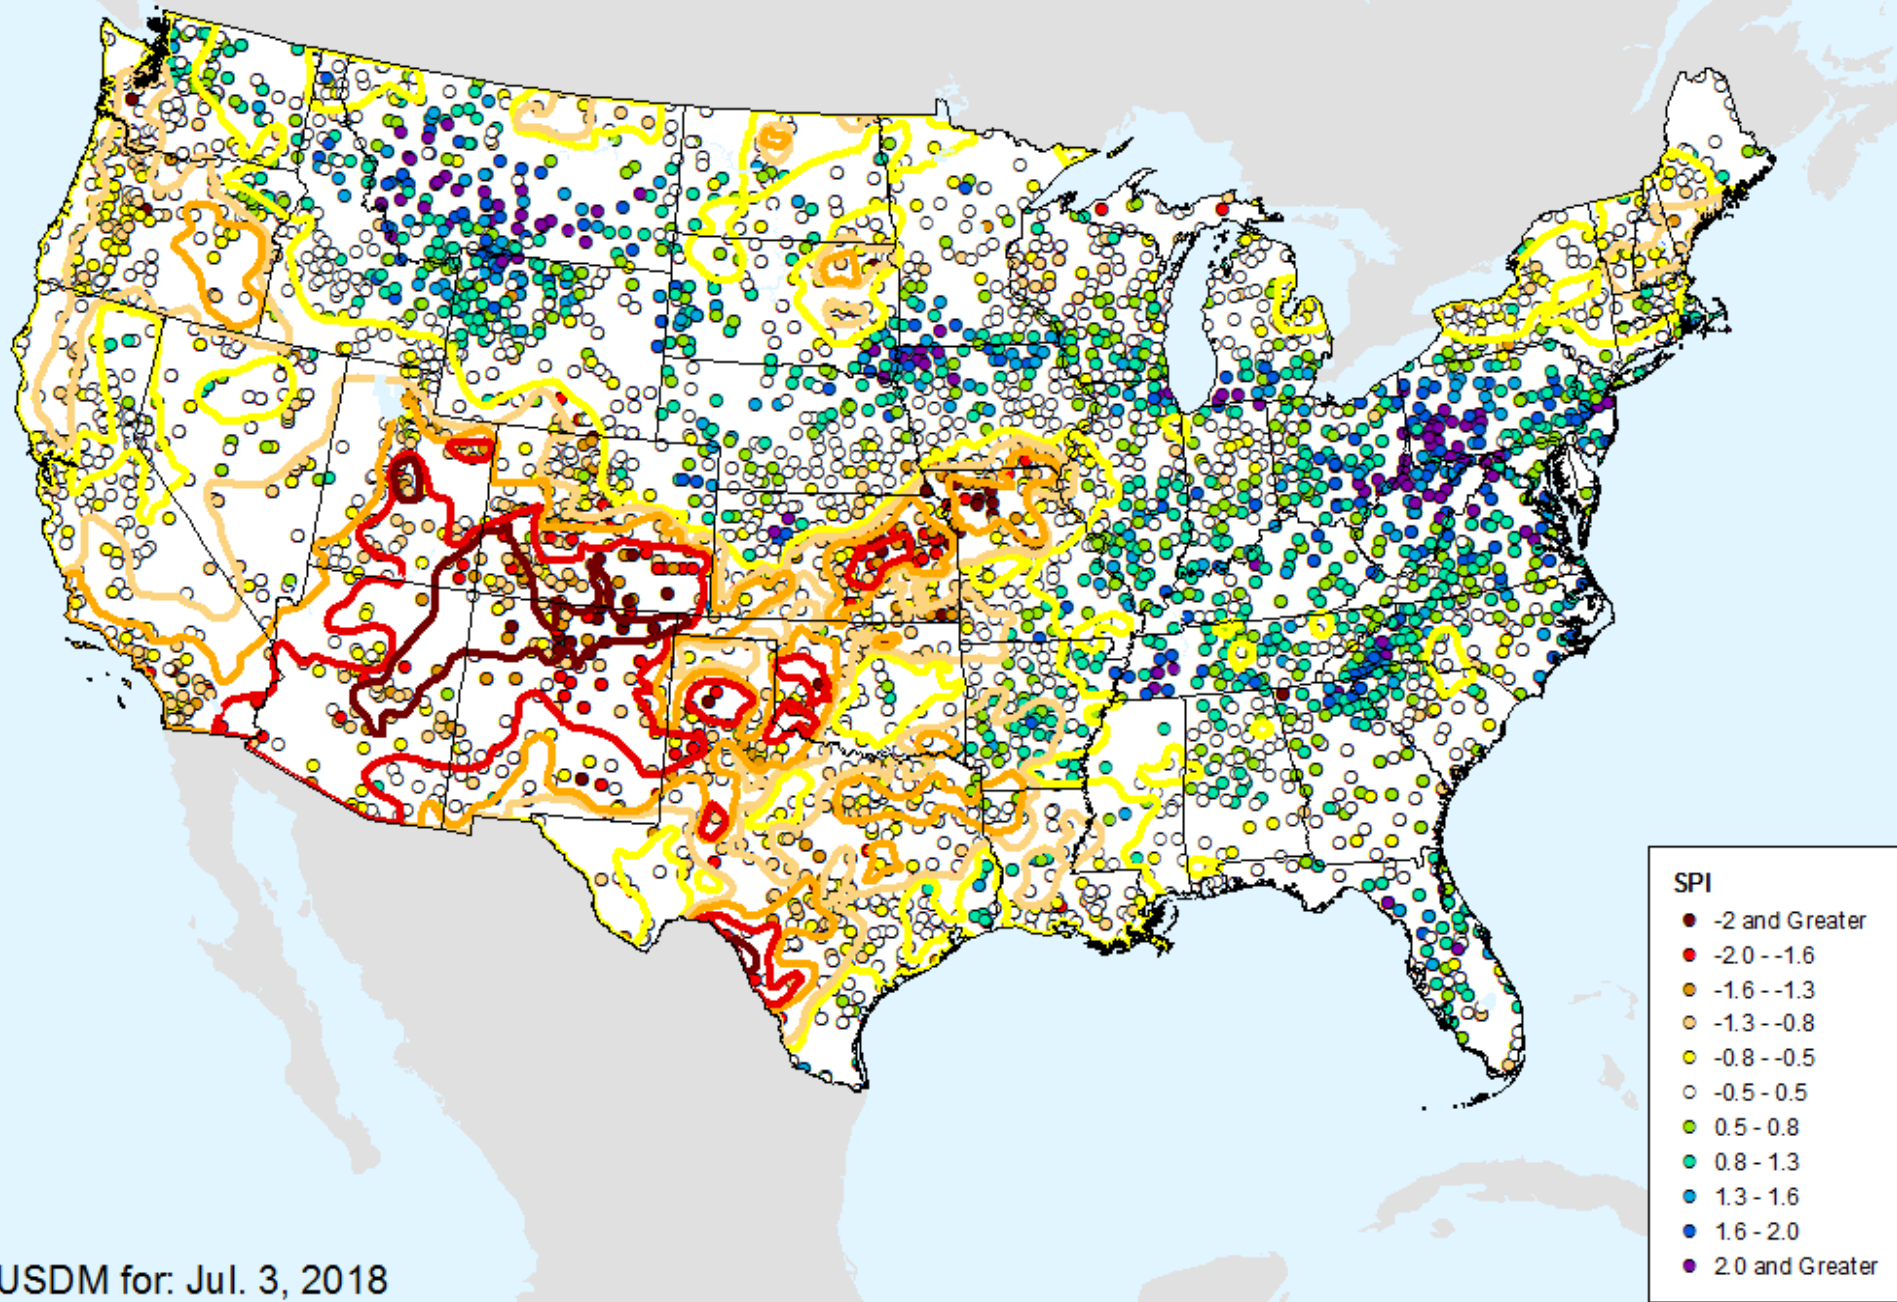 SPI
-2 and Greater
-2.0 - -1.6
-1.6 - -1.3
-1.3 - -0.8
-0.8 - -0.5
-0.5 - 0.5
0.5 - 0.8
0.8 - 1.3
1.3 - 1.6
1.6 - 2.0
2.0 and Greater
USDM for: Jul. 3, 2018